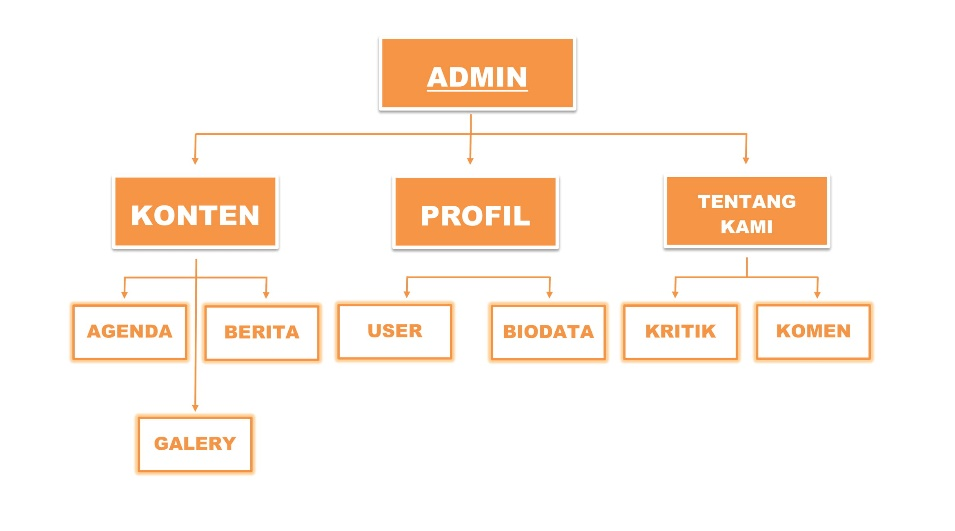 ADMIN
KONTEN
PROFIL
TENTANG
KAMI
AGENDA
BERITA
USER
BIODATA
KRITIK
KOMEN
GALERY